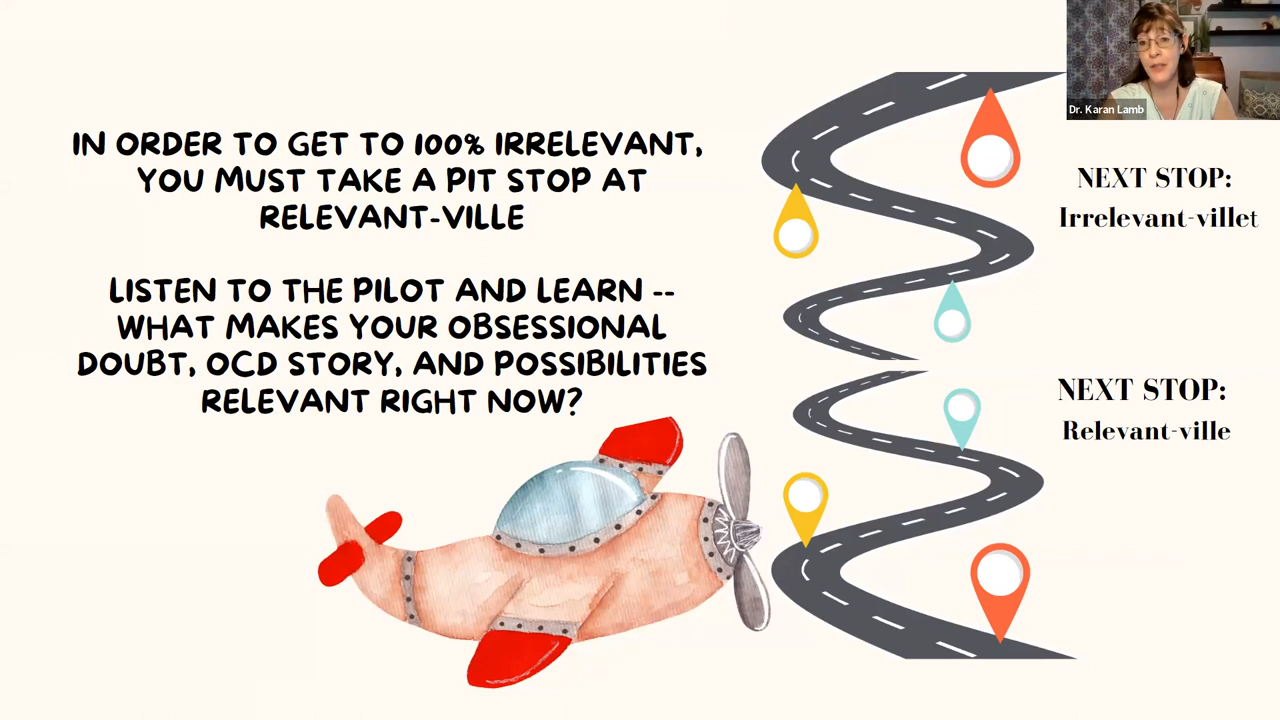 IN ORDER TO GET TO 100% IRRELEVANT,
YOU MUST TAKE A PIT STOP AT
RELEVANT-VILLE
LISTEN TO THE PILOT AND LEARN --
WHAT MAKES YOUR OBSESSIONAL
DOUBT, OCD STORY, AND POSSIBILITIES
RELEVANT RIGHT NOW?
Dr. Karan Lamb
NEXT STOP:
Irrelevant-villet
NEXT STOP:
Relevant-ville